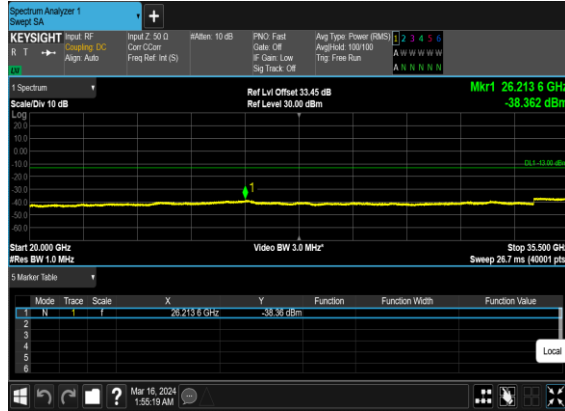 Spectrum Analyzer 1
Swept SA
+
KEYSIGHT Input: RF Input Z: 50 Ω #Atten: 10 dB PNO: Fast Avg Type: Power (RMS) 1 2 3 4 5 6
R T Coupling: DC Corr CCorr Gate: Off Avg|Hold: 100/100 A W W W W W
Align: Auto Freq Ref: Int (S) IF Gain: Low Trig: Free Run
LW Sig Track: Off A N N N N N
1 Spectrum Ref Lvl Offset 33.45 dB Mkr1 26.213 6 GHz
Scale/Div 10 dB Ref Level 30.00 dBm -38.362 dBm
Log
20.0
10.0
0.00
-10.0
DL1 -13.00 dBm
-20.0
-30.0
1
-40.0
-50.0
-60.0
Start 20.000 GHz Video BW 3.0 MHz* Stop 35.500 GHz
#Res BW 1.0 MHz Sweep 26.7 ms (40001 pts)
5 Marker Table
Mode Trace Scale X Y Function Function Width Function Value
1 N 1 f 26.213 6 GHz -38.36 dBm
2
3
4
5
6
Local
? Mar 16, 2024
1:55:19 AM